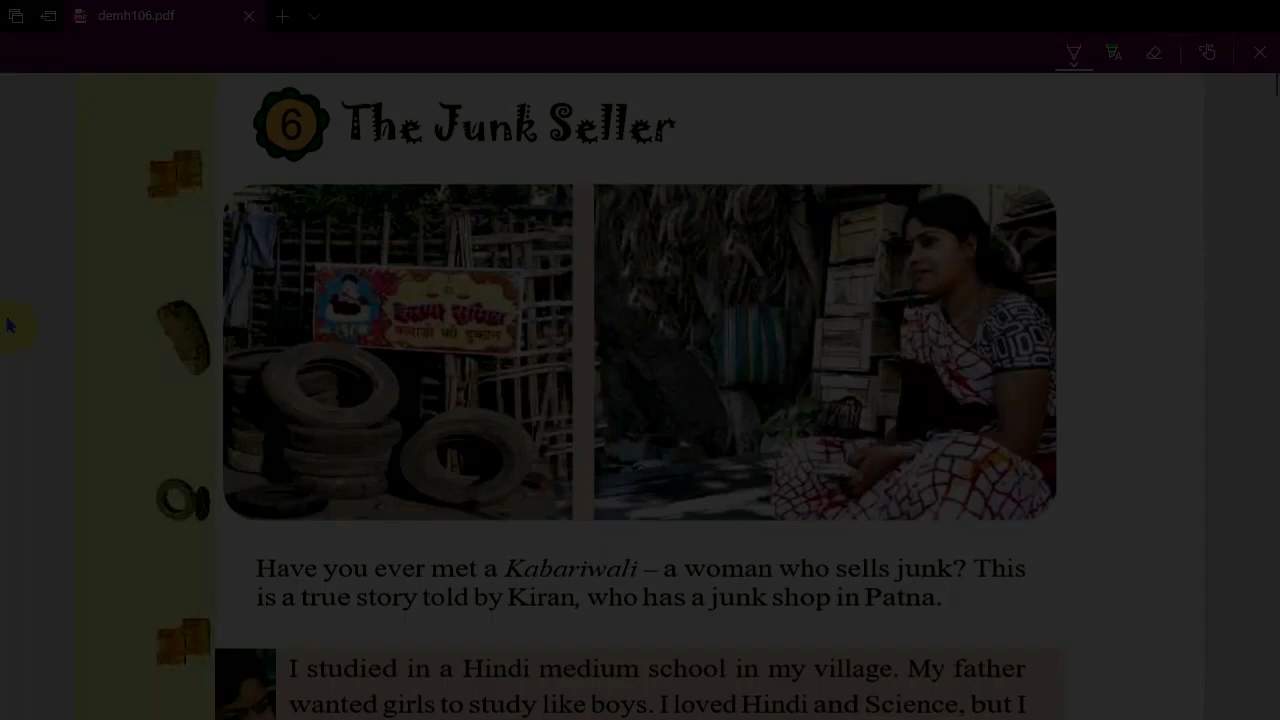 demh106.pdf
6 The Junk Seller
कबाड़ी की दुकान
Have you ever met a Kabariwali – a woman who sells junk? This
is a true story told by Kiran, who has a junk shop in Patna.
I studied in a Hindi medium school in my village. My father
wanted girls to study like boys. I loved Hindi and Science, but I